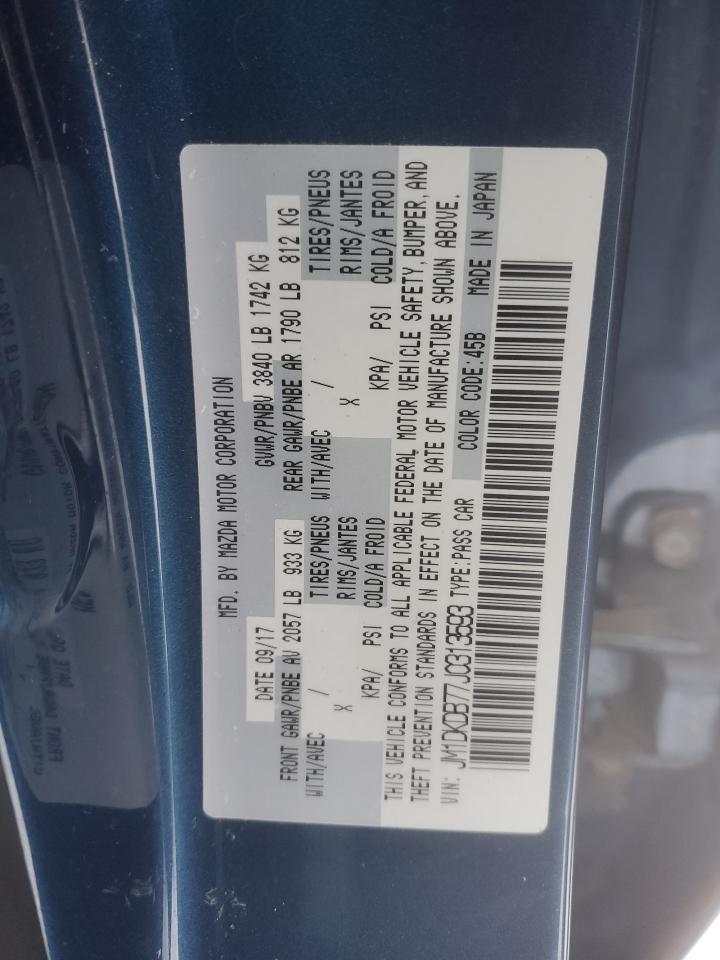 MFD. BY MAZDA MOTOR CORPORATION
DATE 09/17 GVWR/PNBV 3840 LB 1742 KG
FRONT GAWR/PNBE AV 2057 LB 933 KG REAR GAWR/PNBE AR 1790 LB 812 KG
WITH/AVEC / TIRES/PNEUS WITH/AVEC / TIRES/PNEUS
X RIMS/JANTES X RIMS/JANTES
KPA/ PSI COLD/A FROID KPA/ PSI COLD/A FROID
THIS VEHICLE CONFORMS TO ALL APPLICABLE FEDERAL MOTOR VEHICLE SAFETY, BUMPER, AND
THEFT PREVENTION STANDARDS IN EFFECT ON THE DATE OF MANUFACTURE SHOWN ABOVE.
VIN: JM1DKDB77J0313593 TYPE:PASS CAR COLOR CODE:45B MADE IN JAPAN